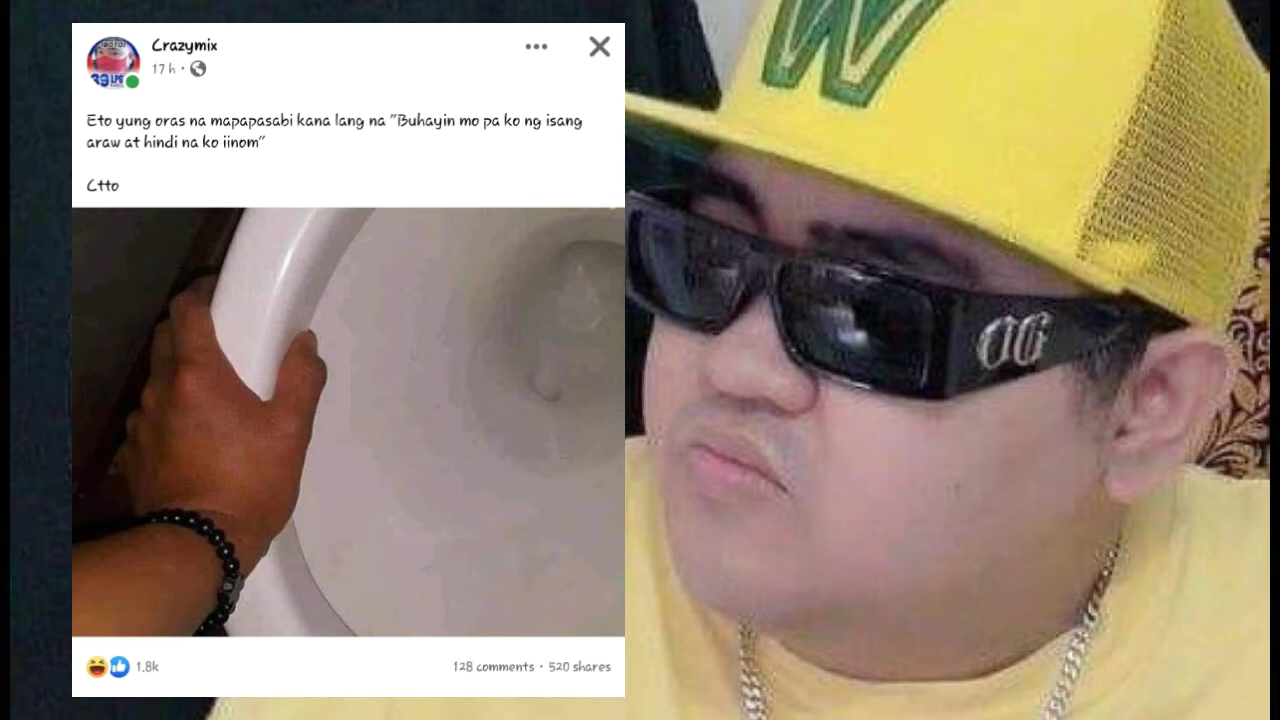 Crazymix
17 h
Eto yung oras na mapapasabi kana lang na "Buhayin mo pa ko ng isang
araw at hindi na ko iinom"
Ctto
1.8k
128 comments · 520 shares
W
OG